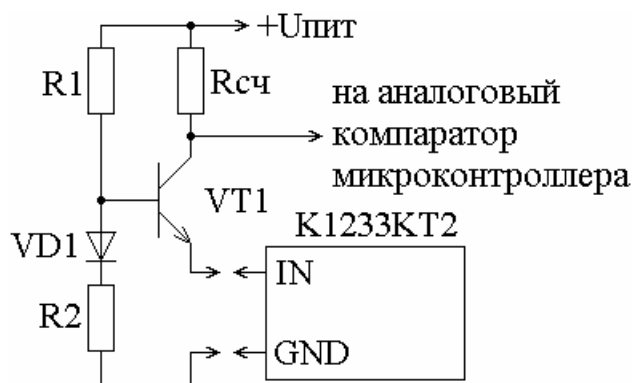 +Uпит
R1
Rсч
на аналоговый
компаратор
микроконтроллера
VT1
K1233KT2
VD1
IN
R2
GND